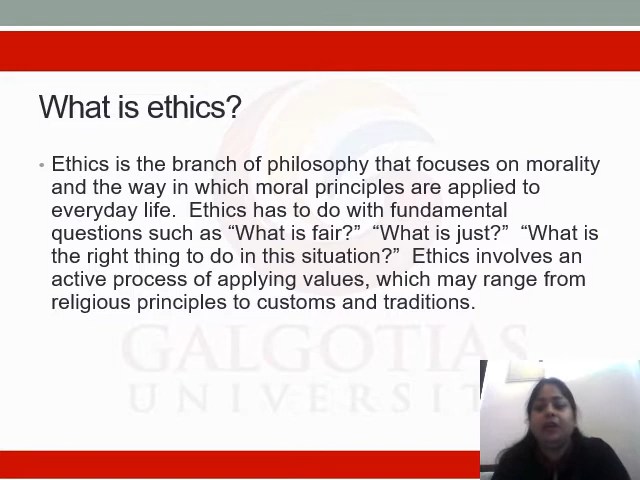 What is ethics?
• Ethics is the branch of philosophy that focuses on morality
and the way in which moral principles are applied to
everyday life.  Ethics has to do with fundamental
questions such as “What is fair?”  “What is just?”  “What is
the right thing to do in this situation?”  Ethics involves an
active process of applying values, which may range from
religious principles to customs and traditions.
GALGOTIAS
UNIVERSIT